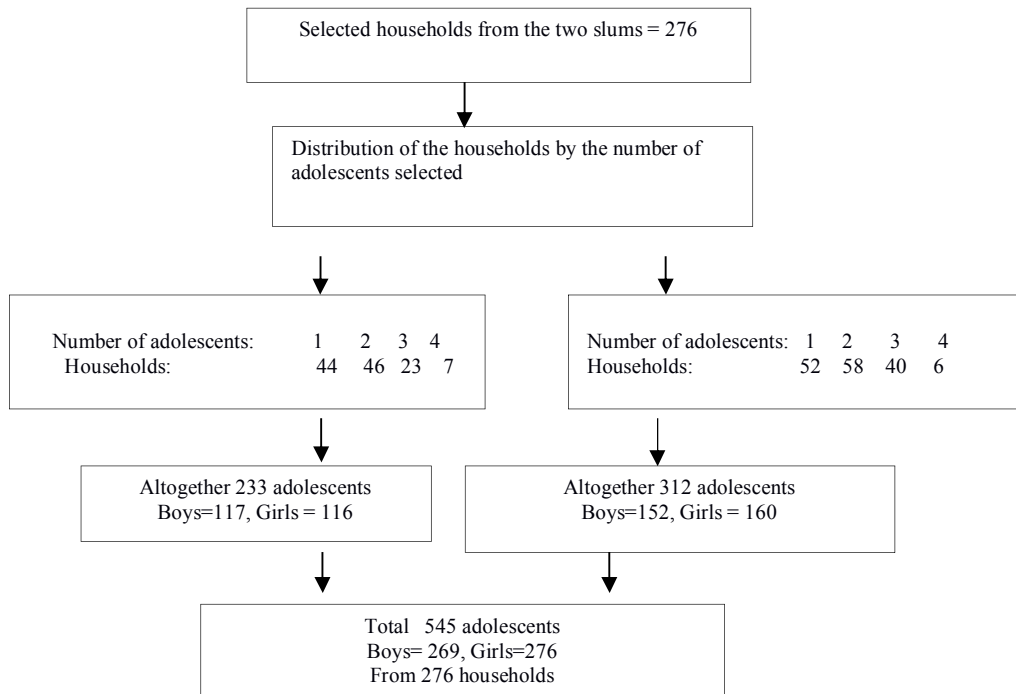 Selected households from the two slums = 276
Distribution of the households by the number of
adolescents selected
Number of adolescents: 1 2 3 4
Households: 44 46 23 7
Number of adolescents: 1 2 3 4
Households: 52 58 40 6
Altogether 233 adolescents
Boys=117, Girls = 116
Altogether 312 adolescents
Boys=152, Girls = 160
Total 545 adolescents
Boys= 269, Girls=276
From 276 households